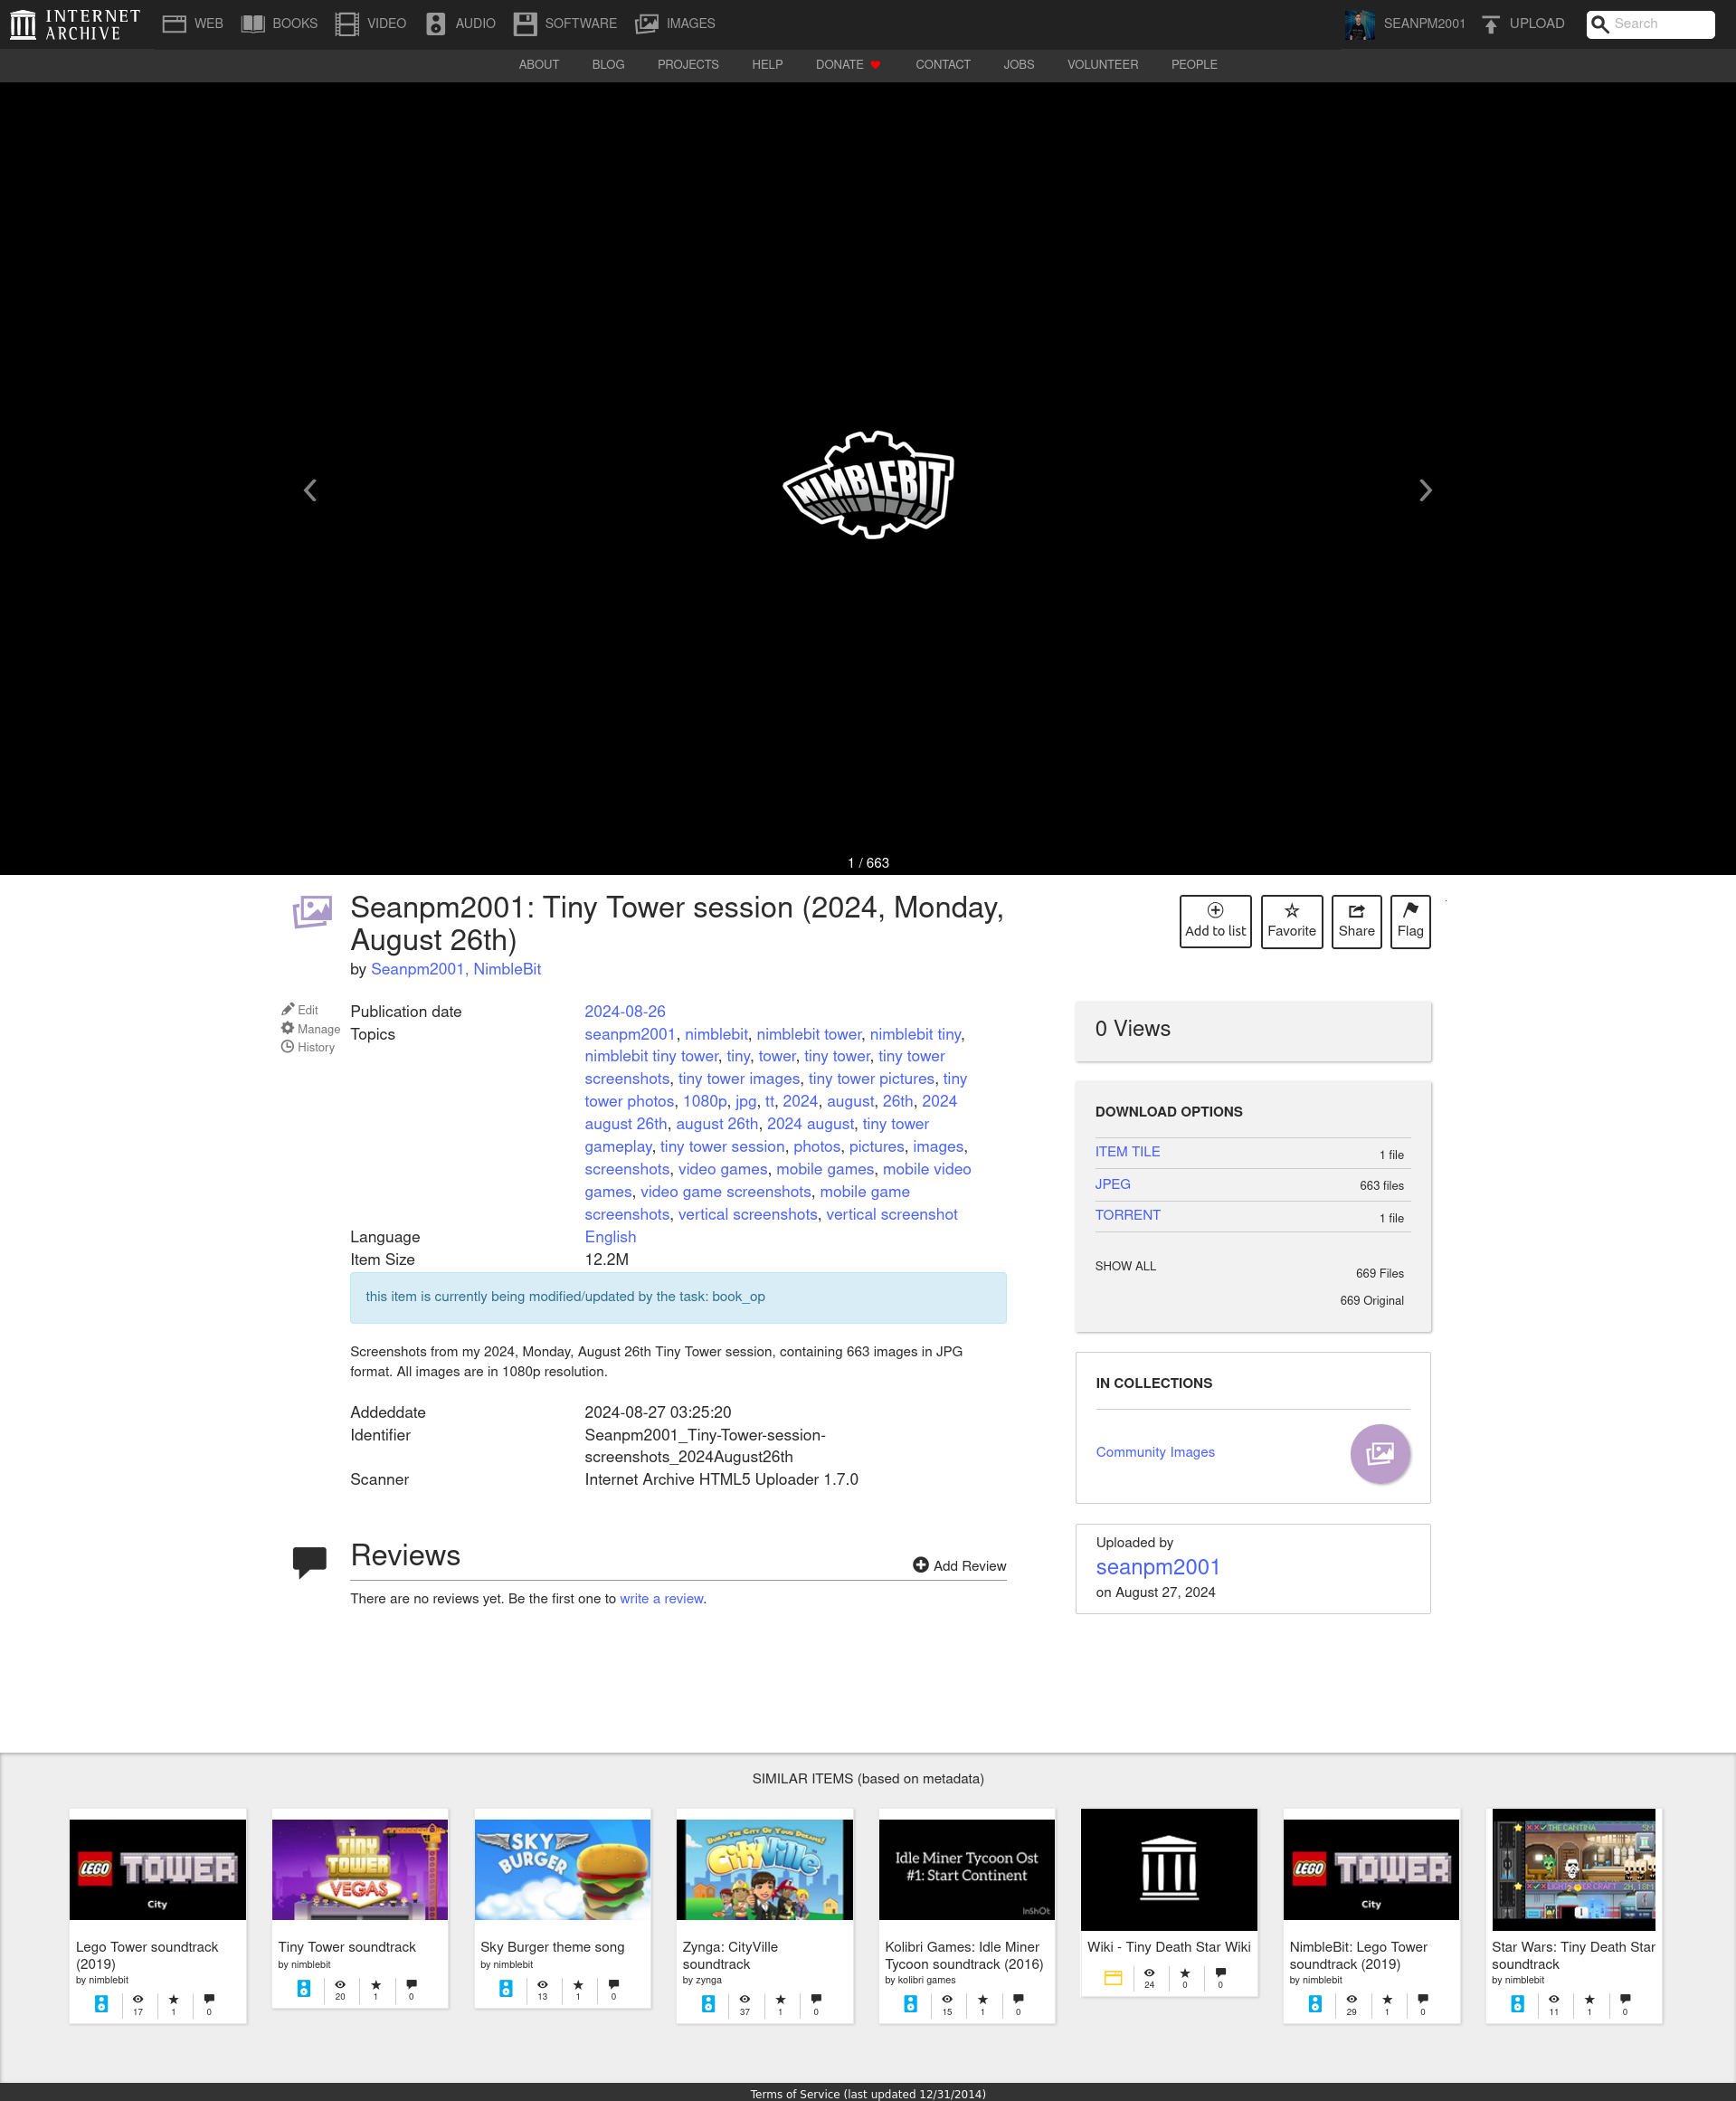 INTERNET ARCHIVE
WEB BOOKS VIDEO AUDIO SOFTWARE IMAGES SEANPM2001 UPLOAD Search
ABOUT BLOG PROJECTS HELP DONATE CONTACT JOBS VOLUNTEER PEOPLE
NIMBLEBIT
1 / 663
Seanpm2001: Tiny Tower session (2024, Monday,
August 26th)
by Seanpm2001, NimbleBit
Add to list Favorite Share Flag
Edit
Manage
History
Publication date 2024-08-26
Topics seanpm2001, nimblebit, nimblebit tower, nimblebit tiny,
nimblebit tiny tower, tiny, tower, tiny tower, tiny tower
screenshots, tiny tower images, tiny tower pictures, tiny
tower photos, 1080p, jpg, tt, 2024, august, 26th, 2024
august 26th, august 26th, 2024 august, tiny tower
gameplay, tiny tower session, photos, pictures, images,
screenshots, video games, mobile games, mobile video
games, video game screenshots, mobile game
screenshots, vertical screenshots, vertical screenshot
Language English
Item Size 12.2M
this item is currently being modified/updated by the task: book_op
Screenshots from my 2024, Monday, August 26th Tiny Tower session, containing 663 images in JPG
format. All images are in 1080p resolution.
Addeddate 2024-08-27 03:25:20
Identifier Seanpm2001_Tiny-Tower-session-
screenshots_2024August26th
Scanner Internet Archive HTML5 Uploader 1.7.0
Reviews
Add Review
There are no reviews yet. Be the first one to write a review.
0 Views
DOWNLOAD OPTIONS
ITEM TILE 1 file
JPEG 663 files
TORRENT 1 file
SHOW ALL 669 Files
669 Original
IN COLLECTIONS
Community Images
Uploaded by
seanpm2001
on August 27, 2024
SIMILAR ITEMS (based on metadata)
LEGO TOWER
City
Lego Tower soundtrack
(2019)
by nimblebit
17 1 0
TINY
TOWER
VEGAS
Tiny Tower soundtrack
by nimblebit
20 1 0
SKY
BURGER
Sky Burger theme song
by nimblebit
13 1 0
BUILD THE CITY OF YOUR DREAMS!
CityVille
Zynga: CityVille
soundtrack
by zynga
37 1 0
Idle Miner Tycoon Ost
#1: Start Continent
InShOt
Kolibri Games: Idle Miner
Tycoon soundtrack (2016)
by kolibri games
15 1 0
Wiki - Tiny Death Star Wiki
24 0 0
LEGO TOWER
City
NimbleBit: Lego Tower
soundtrack (2019)
by nimblebit
29 1 0
THE CANTINA
Star Wars: Tiny Death Star
soundtrack
by nimblebit
11 1 0
Terms of Service (last updated 12/31/2014)